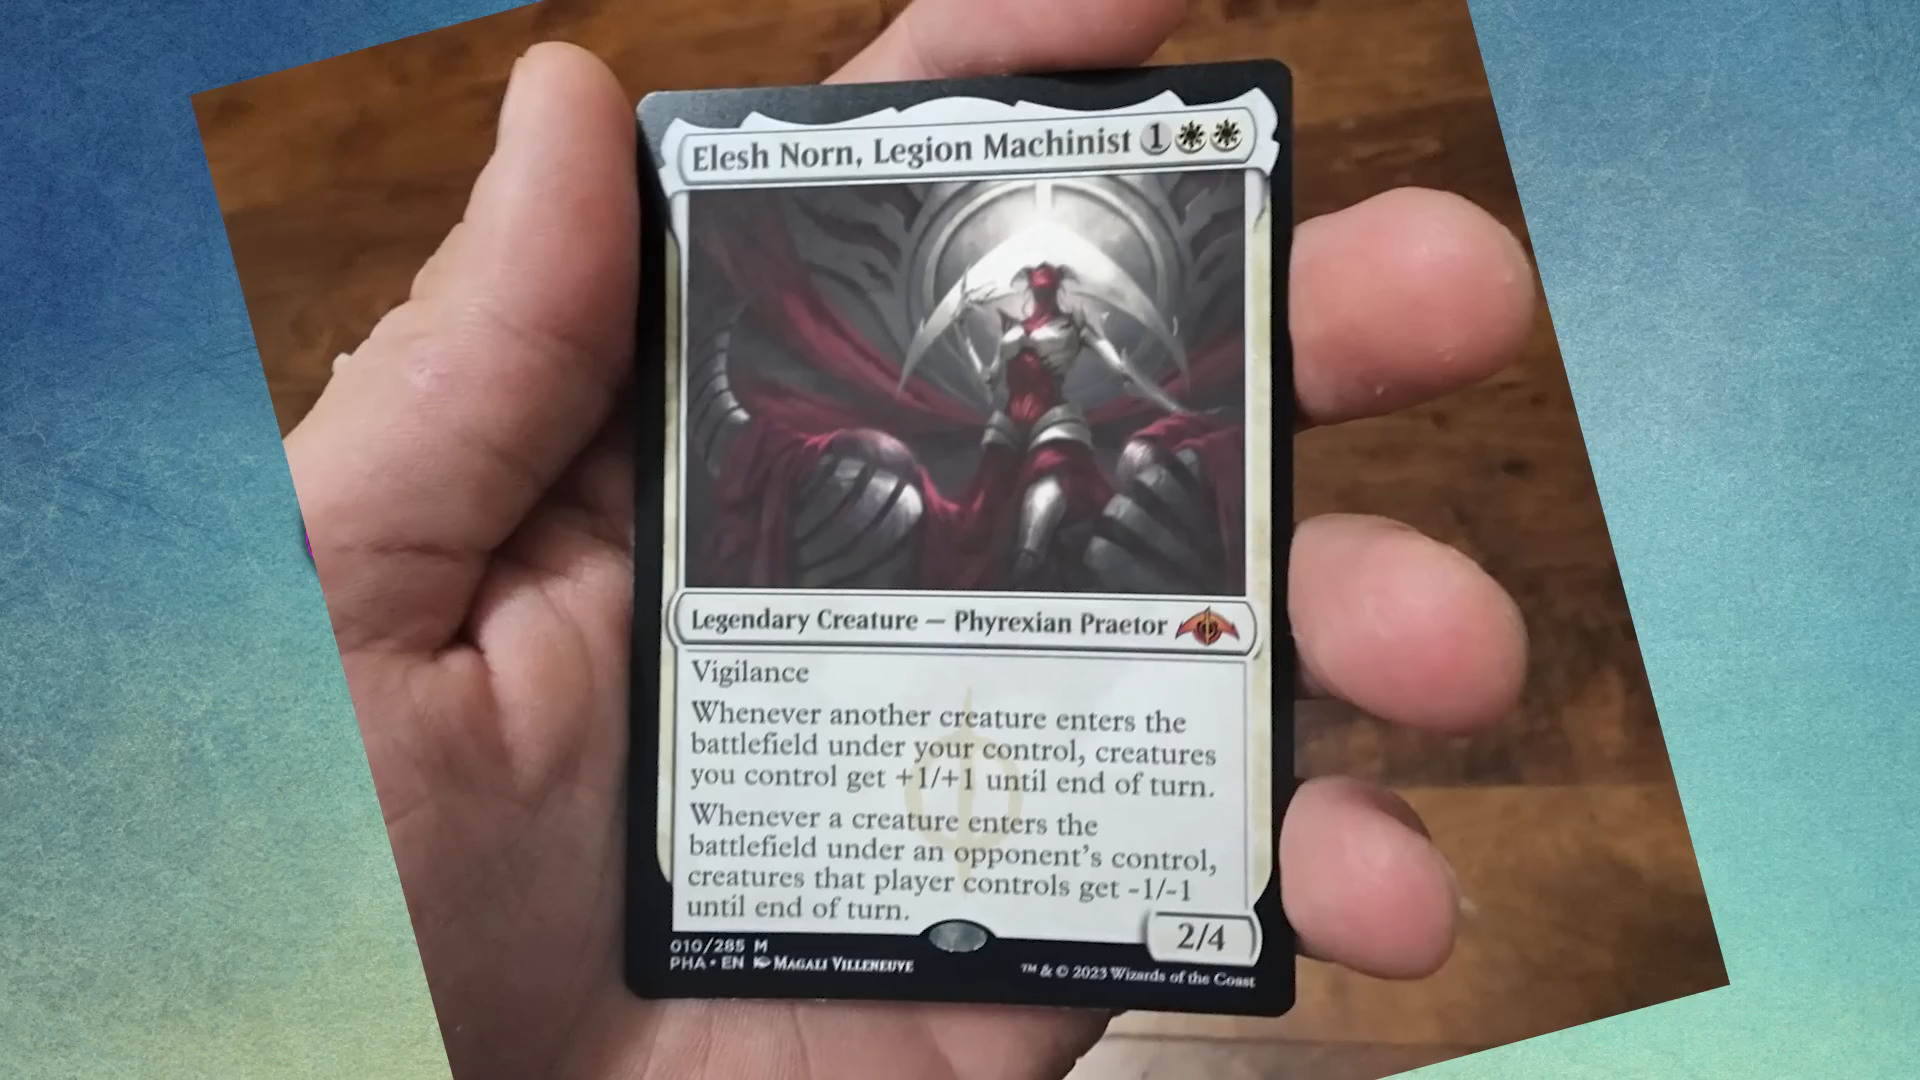 Elesh Norn, Legion Machinist 1
Legendary Creature — Phyrexian Praetor
Vigilance
Whenever another creature enters the
battlefield under your control, creatures
you control get +1/+1 until end of turn.
Whenever a creature enters the
battlefield under an opponent's control,
creatures that player controls get -1/-1
until end of turn.
2/4
010/285 M
PHA • EN Magali Villeneuve
™ & © 2023 Wizards of the Coast